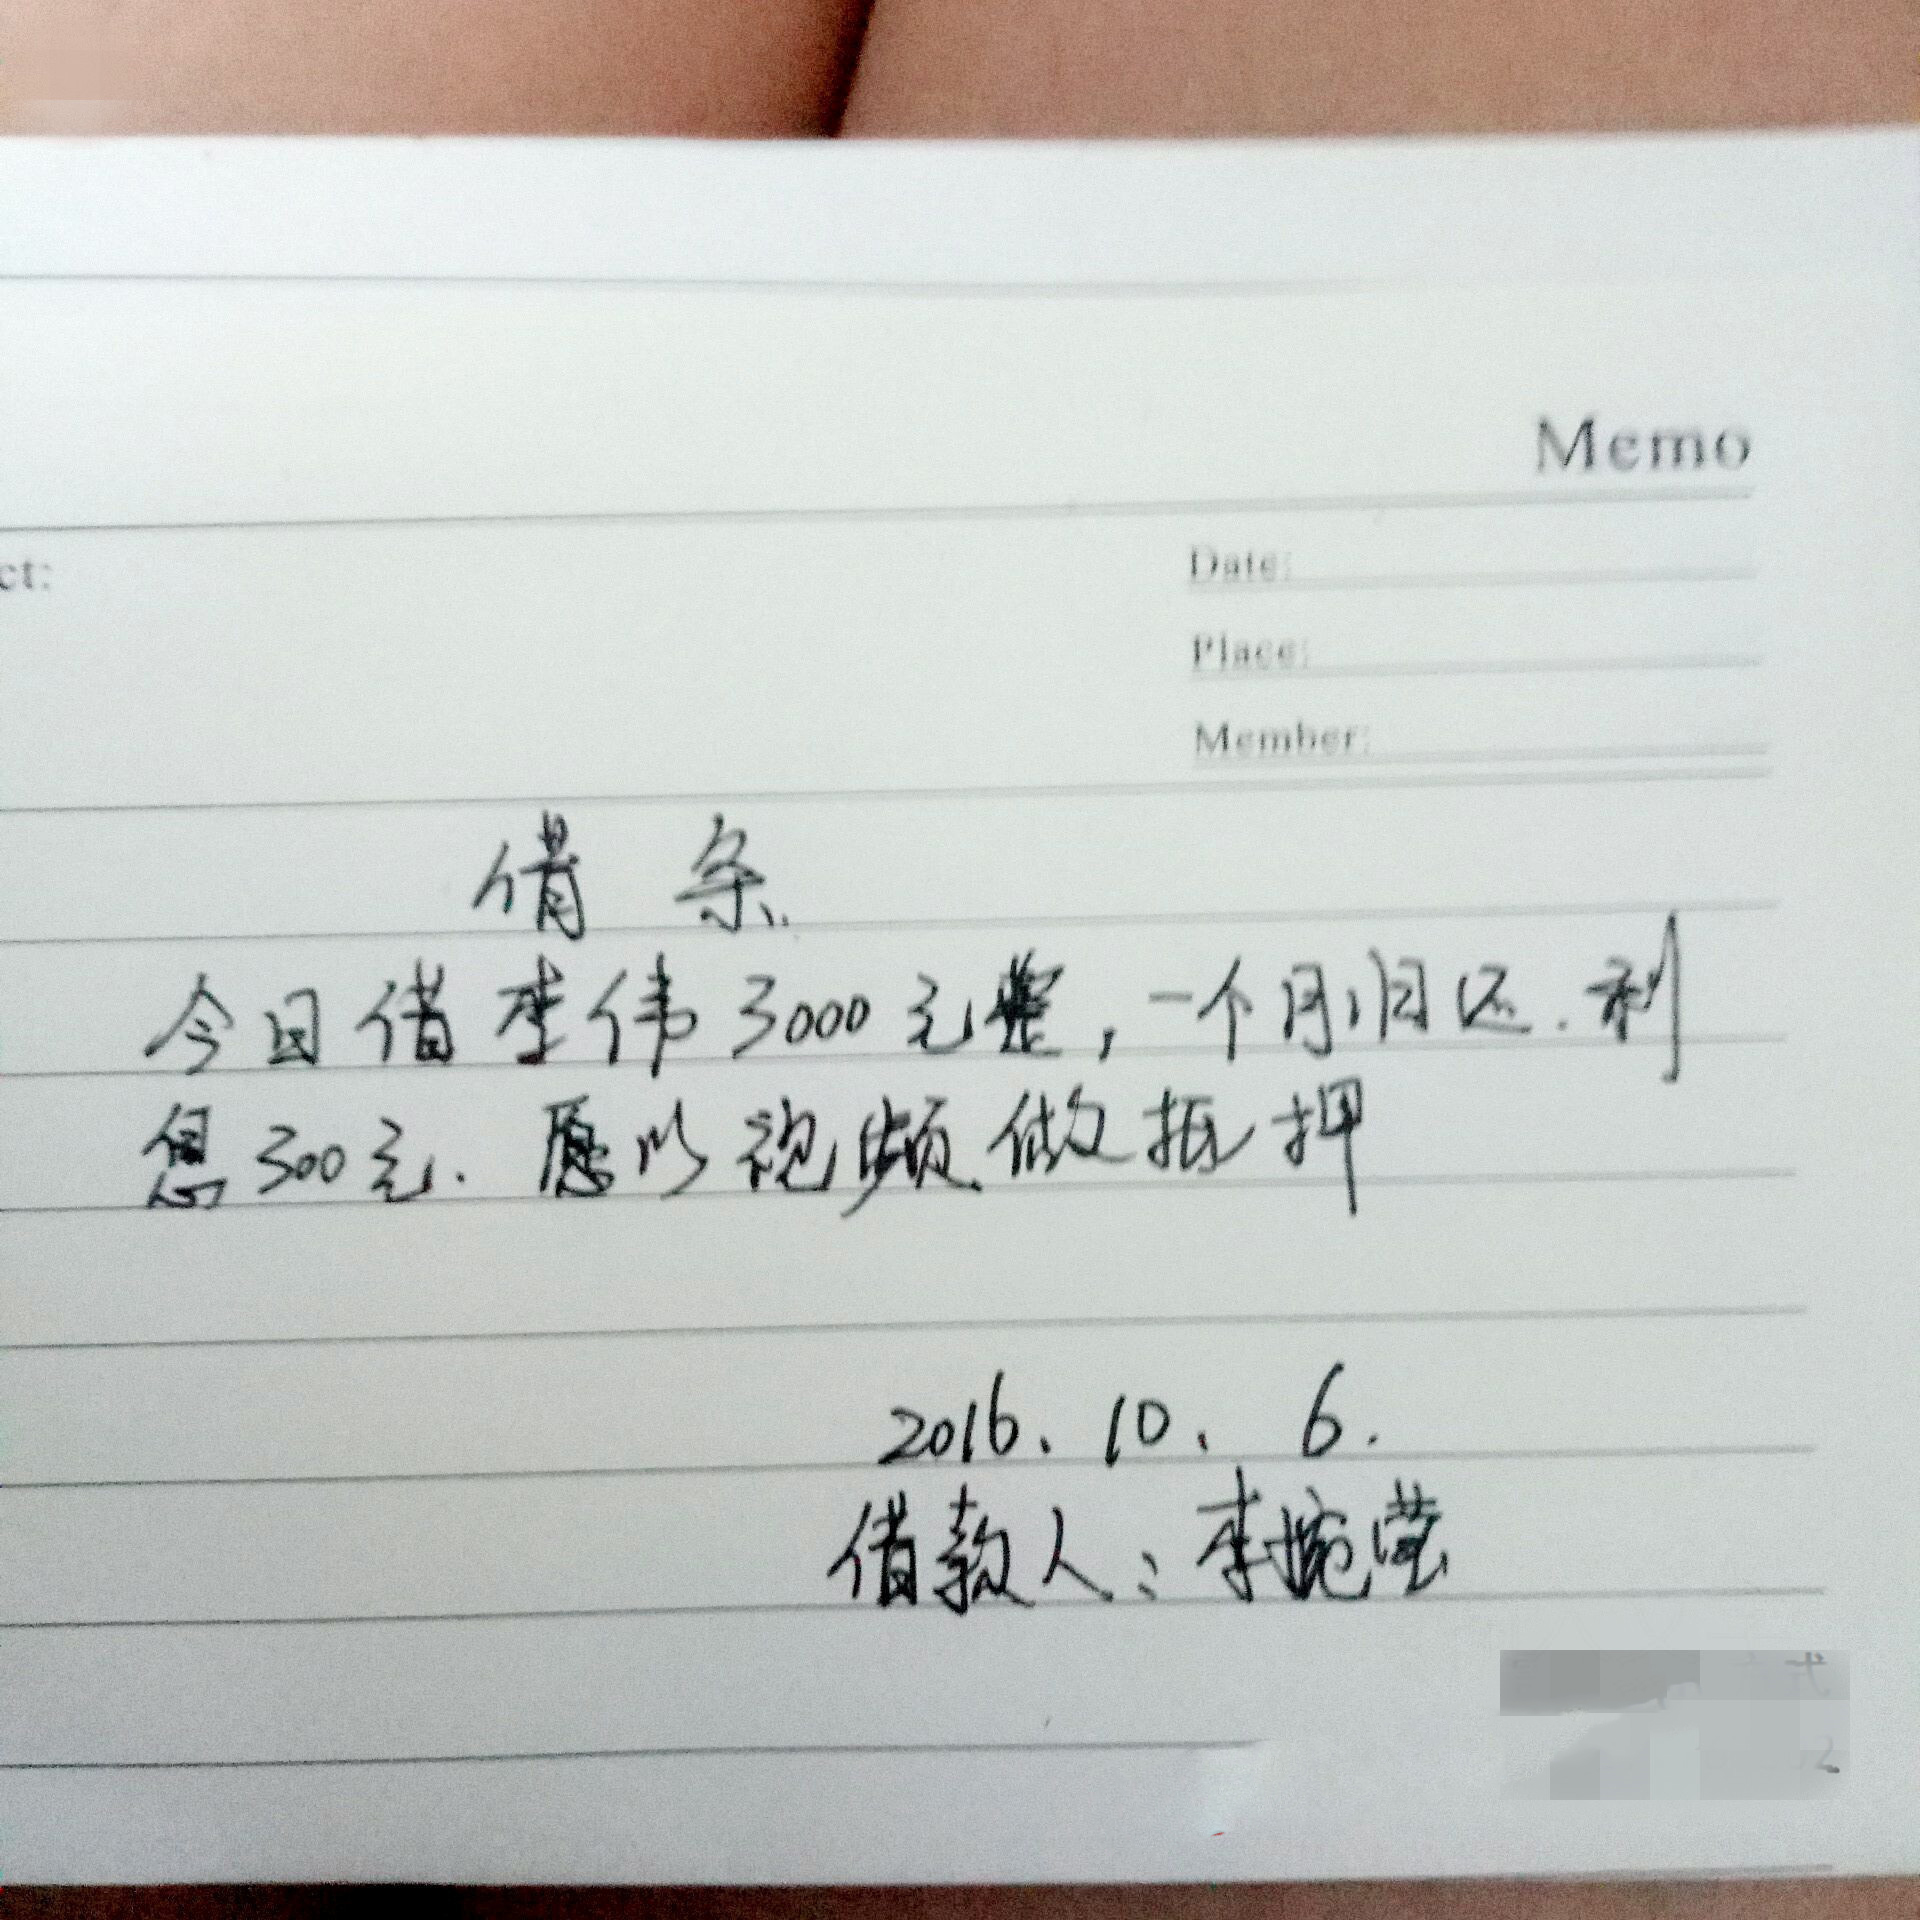 Memo
ct:
Date:
Place:
Member:
借条
今日借李伟3000元整，一个月归还.利
息300元.愿以视频做抵押
2016、10、6.
借款人：李婉莹